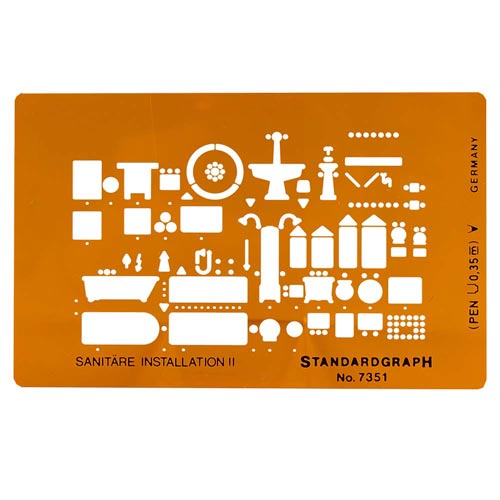 SANITÄRE INSTALLATION II
STANDARDGRAPH
No. 7351
(PEN 0,35 m)
GERMANY